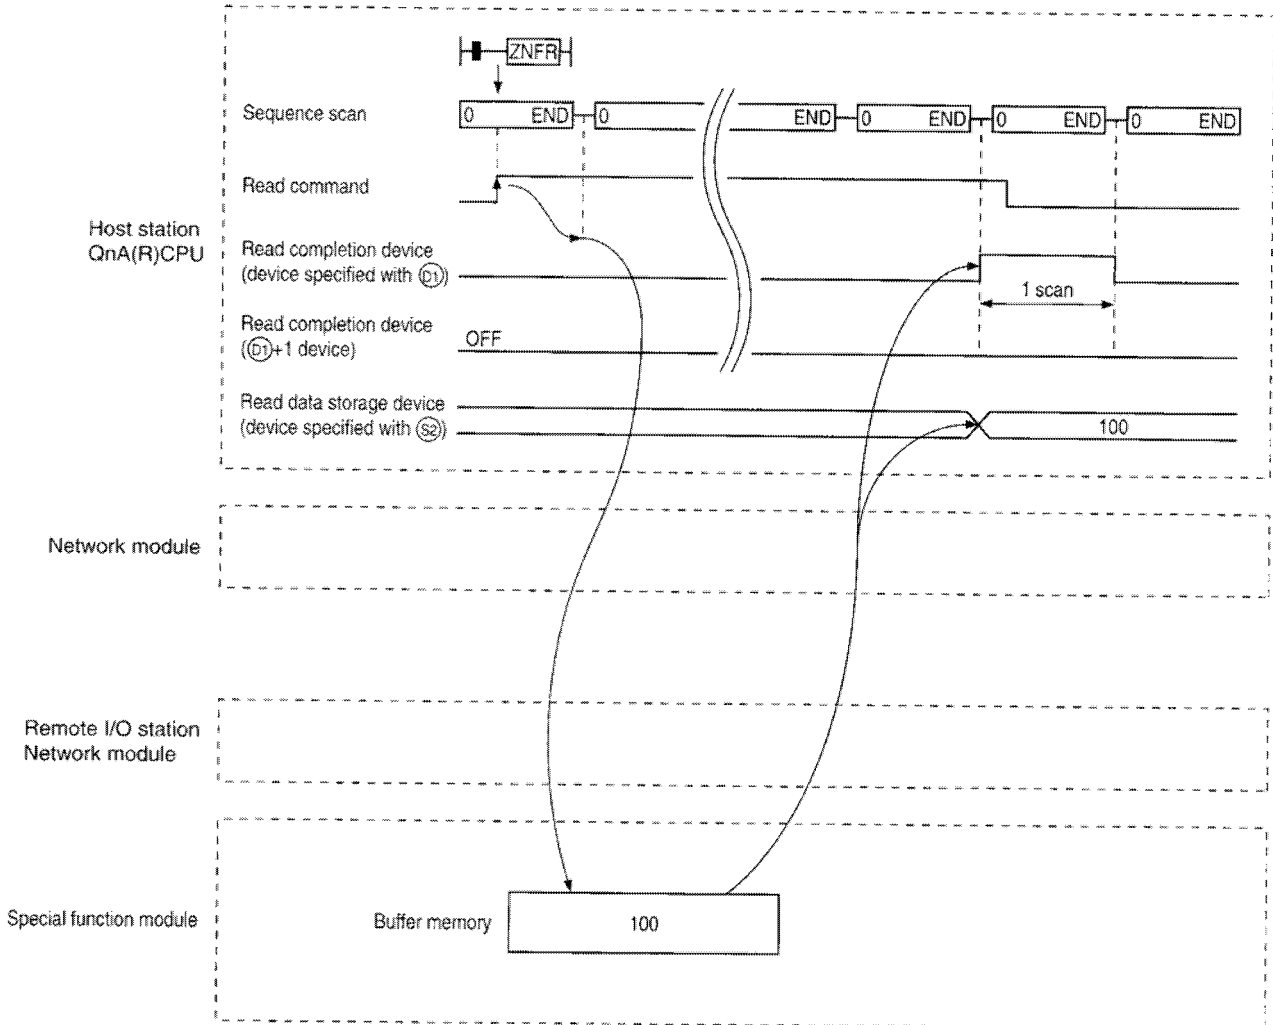 ZNFR
Sequence scan
0 END 0 END 0 END 0 END 0 END
Read command
Host station
QnA(R)CPU
Read completion device
(device specified with D1)
1 scan
Read completion device
(D1+1 device)
OFF
Read data storage device
(device specified with S2)
100
Network module
Remote I/O station
Network module
Special function module
Buffer memory
100